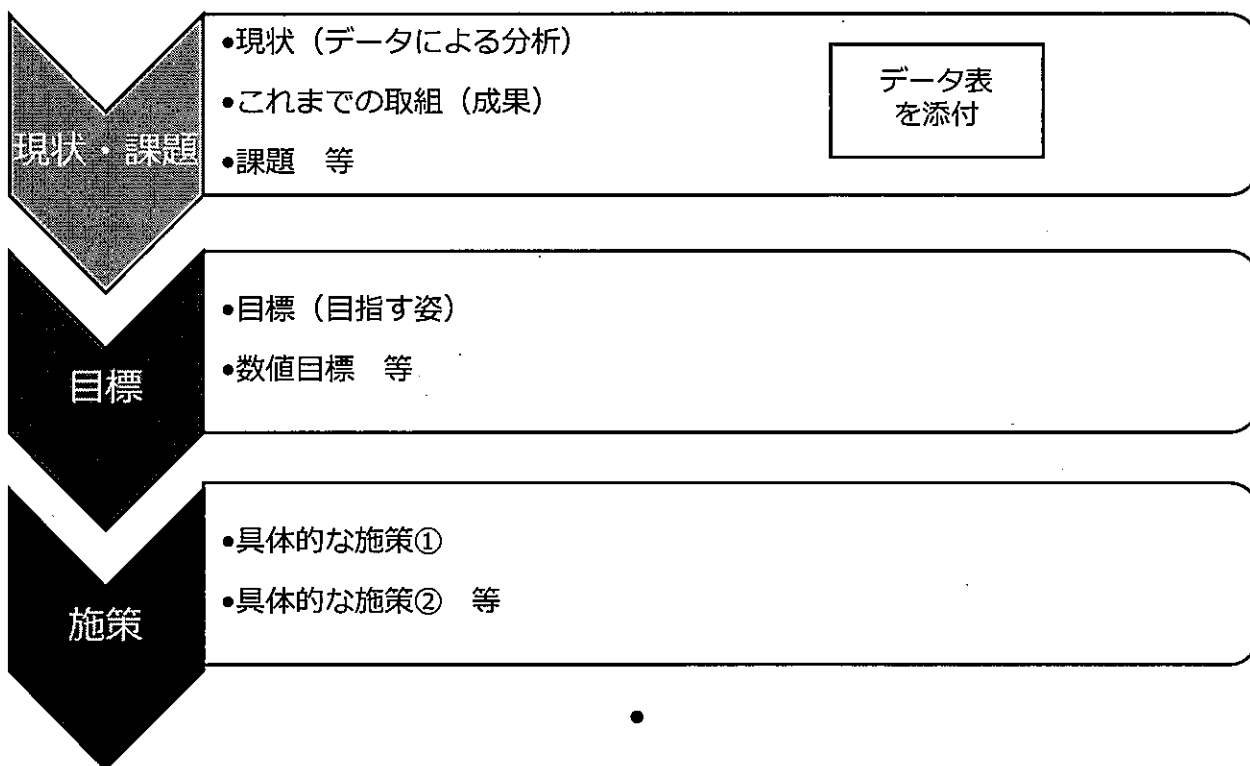 現状・課題
•現状（データによる分析）
•これまでの取組（成果）
•課題　等
データ表
を添付
目標
•目標（目指す姿）
•数値目標　等
施策
•具体的な施策①
•具体的な施策②　等
•